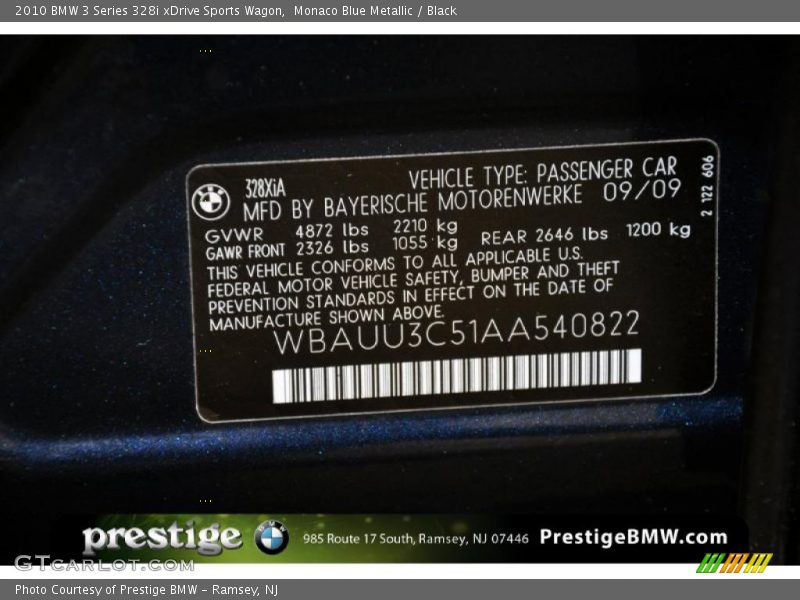 2010 BMW 3 Series 328i xDrive Sports Wagon,  Monaco Blue Metallic / Black
328XiA
VEHICLE TYPE: PASSENGER CAR
MFD BY BAYERISCHE MOTORENWERKE 09/09
GVWR 4872 lbs 2210 kg
GAWR FRONT 2326 lbs 1055 kg REAR 2646 lbs 1200 kg
THIS VEHICLE CONFORMS TO ALL APPLICABLE U.S.
FEDERAL MOTOR VEHICLE SAFETY, BUMPER AND THEFT
PREVENTION STANDARDS IN EFFECT ON THE DATE OF
MANUFACTURE SHOWN ABOVE.
WBAUU3C51AA540822
2 122 606
prestige BMW 985 Route 17 South, Ramsey, NJ 07446 PrestigeBMW.com
GTCARLOT.COM
Photo Courtesy of Prestige BMW - Ramsey, NJ